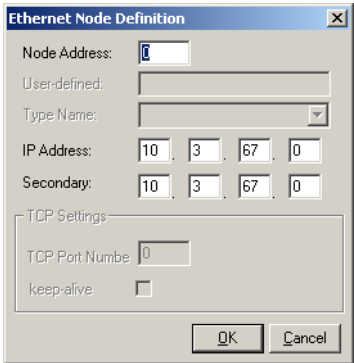 Ethernet Node Definition
Node Address: 0
User-defined:
Type Name:
IP Address: 10 . 3 . 67 . 0
Secondary: 10 . 3 . 67 . 0
TCP Settings
TCP Port Numbe 0
keep-alive
OK Cancel